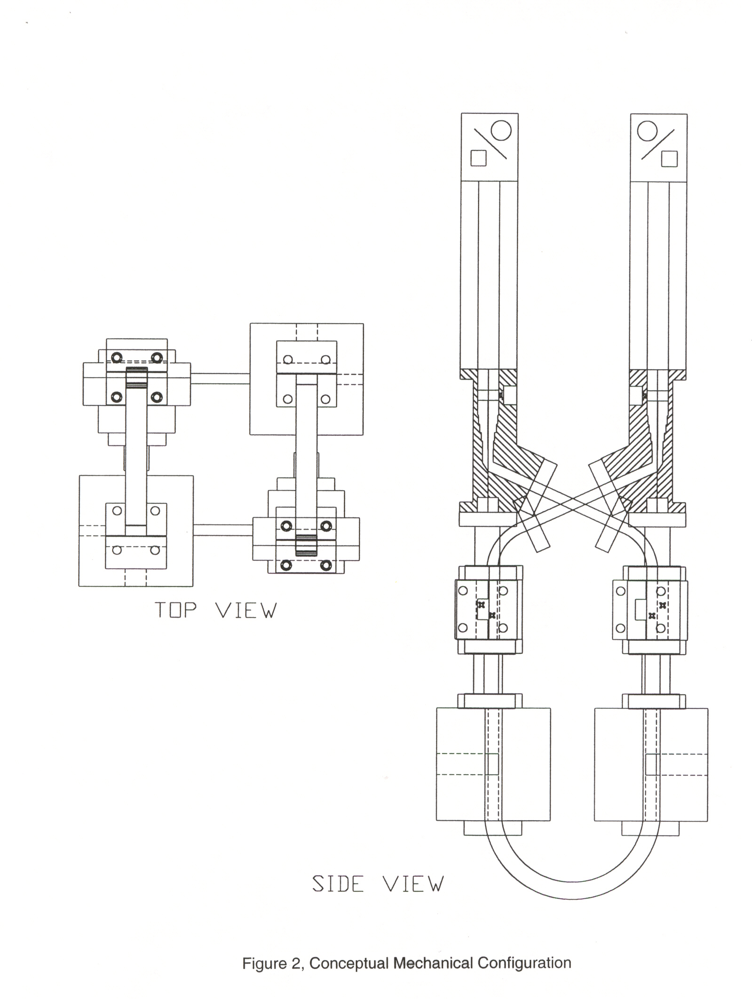 TOP VIEW
SIDE VIEW
Figure 2, Conceptual Mechanical Configuration